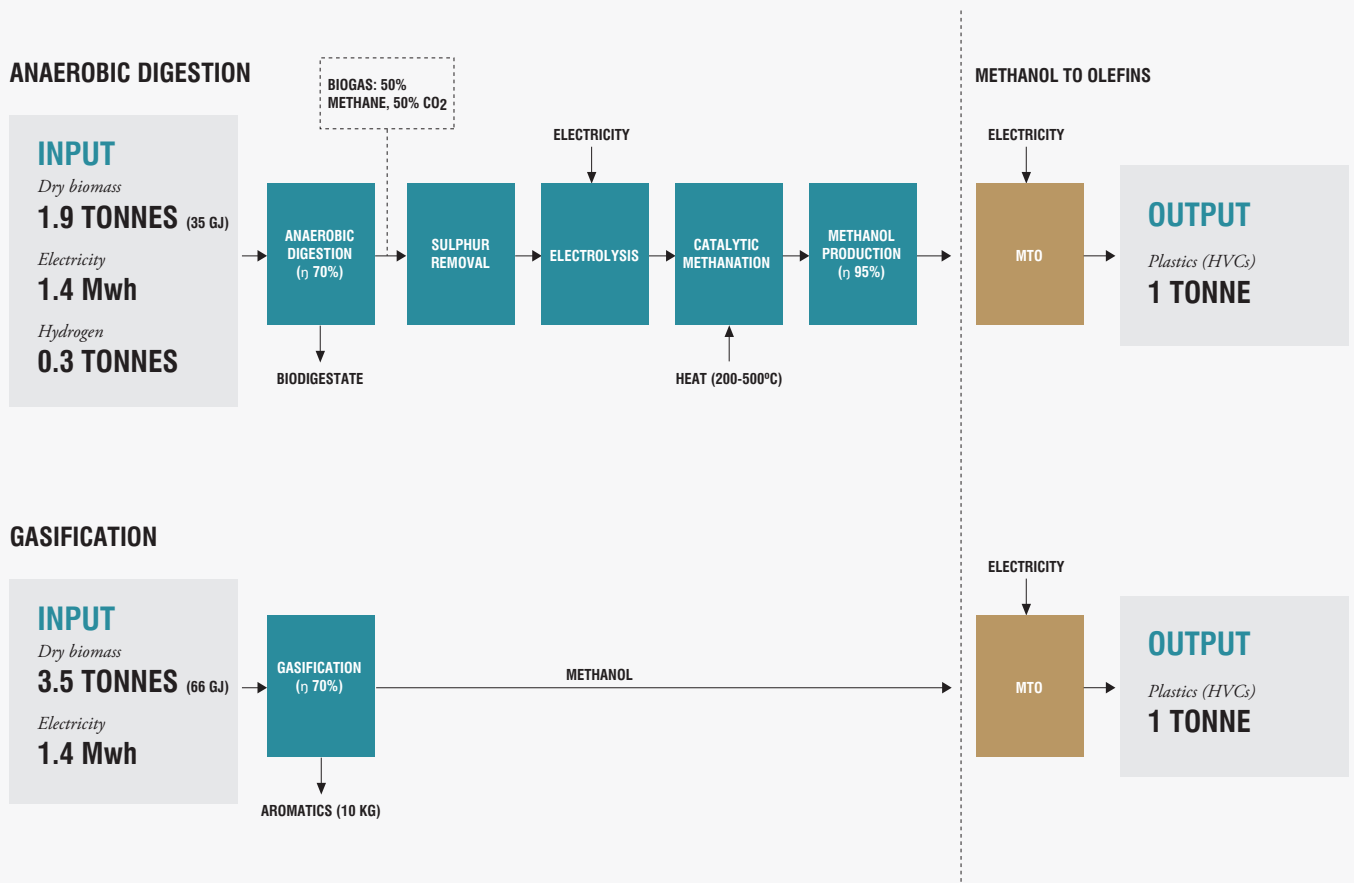 ANAEROBIC DIGESTION
BIOGAS: 50%
METHANE, 50% CO2
METHANOL TO OLEFINS
INPUT
Dry biomass
1.9 TONNES (35 GJ)
Electricity
1.4 Mwh
Hydrogen
0.3 TONNES
ANAEROBIC
DIGESTION
(η 70%)
BIODIGESTATE
SULPHUR
REMOVAL
ELECTRICITY
ELECTROLYSIS
CATALYTIC
METHANATION
HEAT (200-500ºC)
METHANOL
PRODUCTION
(η 95%)
ELECTRICITY
MTO
OUTPUT
Plastics (HVCs)
1 TONNE
GASIFICATION
INPUT
Dry biomass
3.5 TONNES (66 GJ)
Electricity
1.4 Mwh
GASIFICATION
(η 70%)
AROMATICS (10 KG)
METHANOL
ELECTRICITY
MTO
OUTPUT
Plastics (HVCs)
1 TONNE